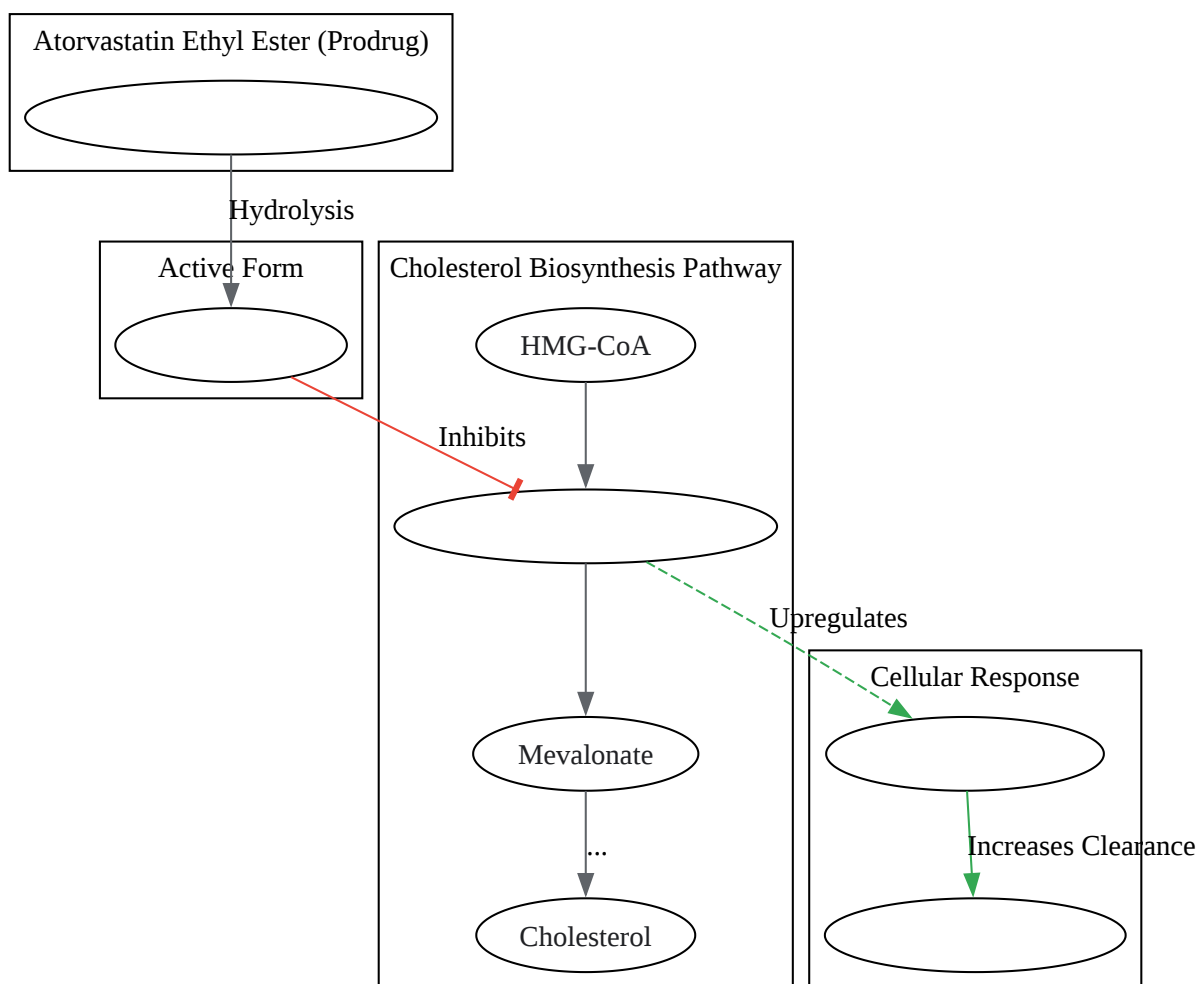 Atorvastatin Ethyl Ester (Prodrug)
Hydrolysis
Active Form
Cholesterol Biosynthesis Pathway
HMG-CoA
Inhibits
Upregulates
Cellular Response
Mevalonate
...
Increases Clearance
Cholesterol